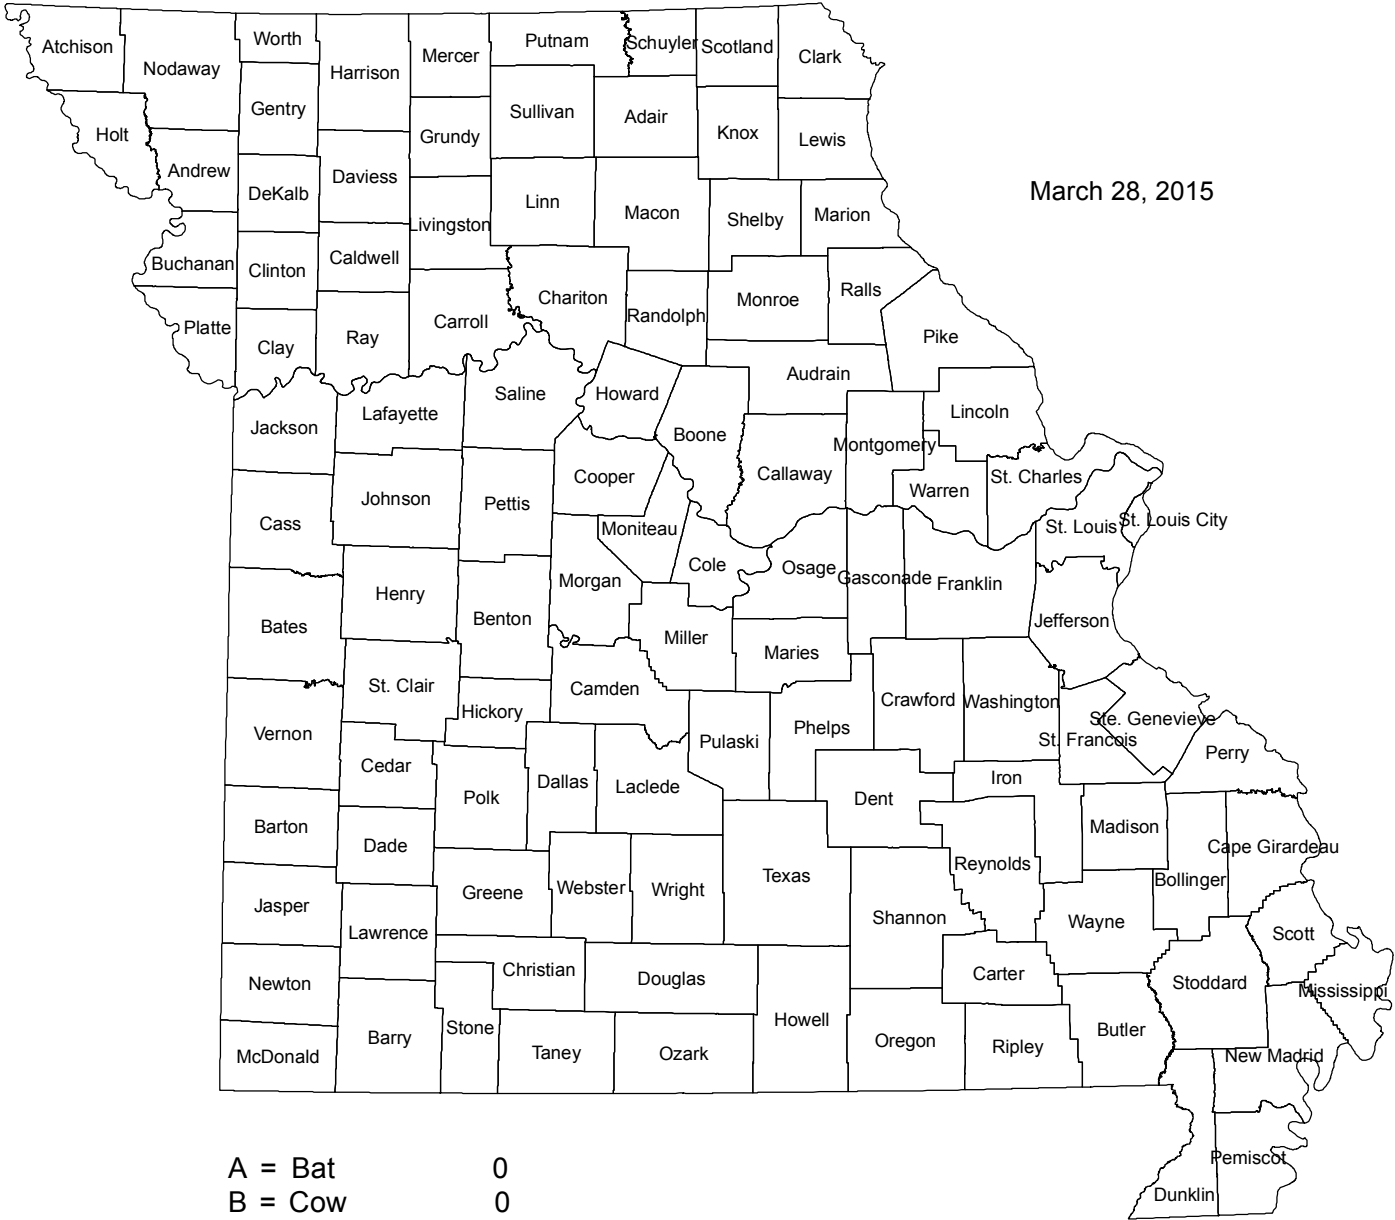 Atchison
Nodaway
Worth
Harrison
Mercer
Putnam
Schuyler
Scotland
Clark
Gentry
Sullivan
Adair
Knox
Lewis
Holt
Andrew
DeKalb
Daviess
Grundy
Livingston
Linn
Macon
Shelby
Marion
March 28, 2015
Buchanan
Clinton
Caldwell
Platte
Clay
Ray
Carroll
Chariton
Randolph
Monroe
Ralls
Pike
Audrain
Jackson
Lafayette
Saline
Howard
Boone
Callaway
Montgomery
Lincoln
Warren
St. Charles
St. Louis
St. Louis City
Cass
Johnson
Pettis
Cooper
Moniteau
Cole
Osage
Gasconade
Franklin
Jefferson
Bates
Henry
Benton
Morgan
Miller
Maries
St. Clair
Hickory
Camden
Pulaski
Phelps
Crawford
Washington
St. Francois
Ste. Genevieve
Perry
Vernon
Cedar
Polk
Dallas
Laclede
Dent
Iron
Madison
Cape Girardeau
Bollinger
Barton
Dade
Greene
Webster
Wright
Texas
Reynolds
Shannon
Wayne
Scott
Jasper
Lawrence
Christian
Douglas
Howell
Carter
Stoddard
Mississippi
Newton
McDonald
Barry
Stone
Taney
Ozark
Oregon
Ripley
Butler
New Madrid
Pemiscot
Dunklin
A = Bat 0
B = Cow 0